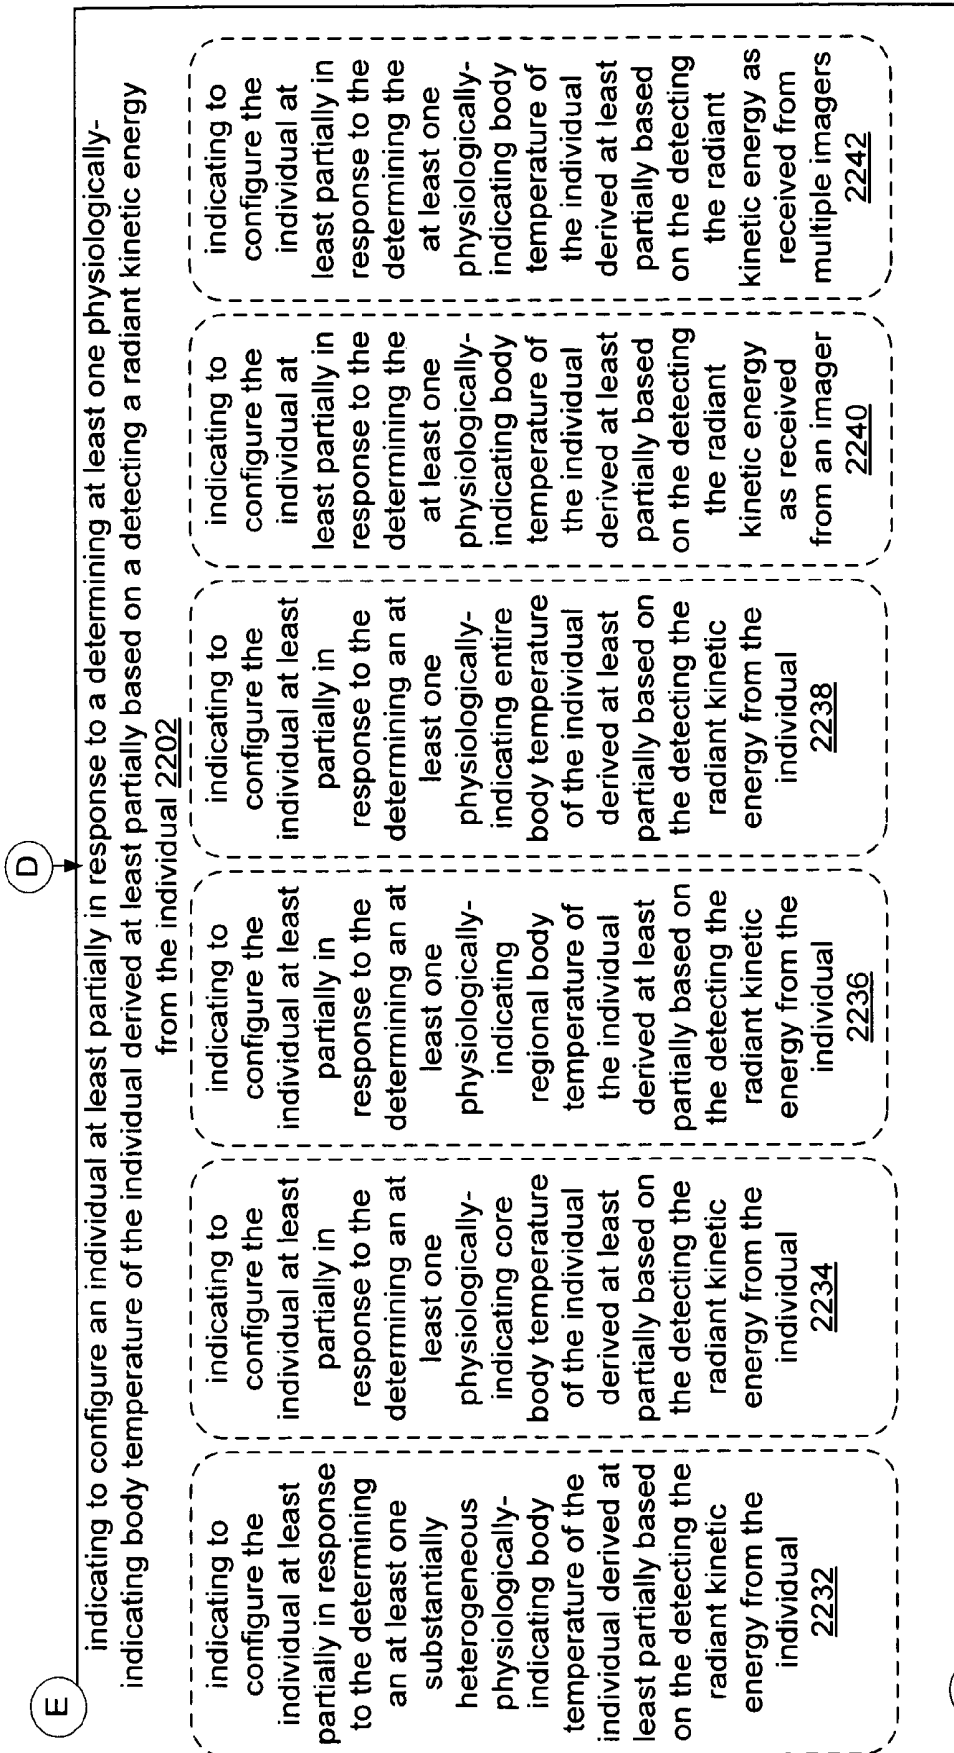 E
D
indicating to configure an individual at least partially in response to a determining at least one physiologically-
indicating body temperature of the individual derived at least partially based on a detecting a radiant kinetic energy
from the individual 2202
indicating to
configure the
individual at least
partially in response
to the determining
an at least one
substantially
heterogeneous
physiologically-
indicating body
temperature of the
individual derived at
least partially based
on the detecting the
radiant kinetic
energy from the
individual
2232
indicating to
configure the
individual at least
partially in
response to the
determining an at
least one
physiologically-
indicating core
body temperature
of the individual
derived at least
partially based on
the detecting the
radiant kinetic
energy from the
individual
2234
indicating to
configure the
individual at least
partially in
response to the
determining an at
least one
physiologically-
indicating
regional body
temperature of
the individual
derived at least
partially based on
the detecting the
radiant kinetic
energy from the
individual
2236
indicating to
configure the
individual at least
partially in
response to the
determining an at
least one
physiologically-
indicating entire
body temperature
of the individual
derived at least
partially based on
the detecting the
radiant kinetic
energy from the
individual
2238
indicating to
configure the
individual at
least partially in
response to the
determining the
at least one
physiologically-
indicating body
temperature of
the individual
derived at least
partially based
on the detecting
the radiant
kinetic energy
as received
from an imager
2240
indicating to
configure the
individual at
least partially in
response to the
determining the
at least one
physiologically-
indicating body
temperature of
the individual
derived at least
partially based
on the detecting
the radiant
kinetic energy as
received from
multiple imagers
2242